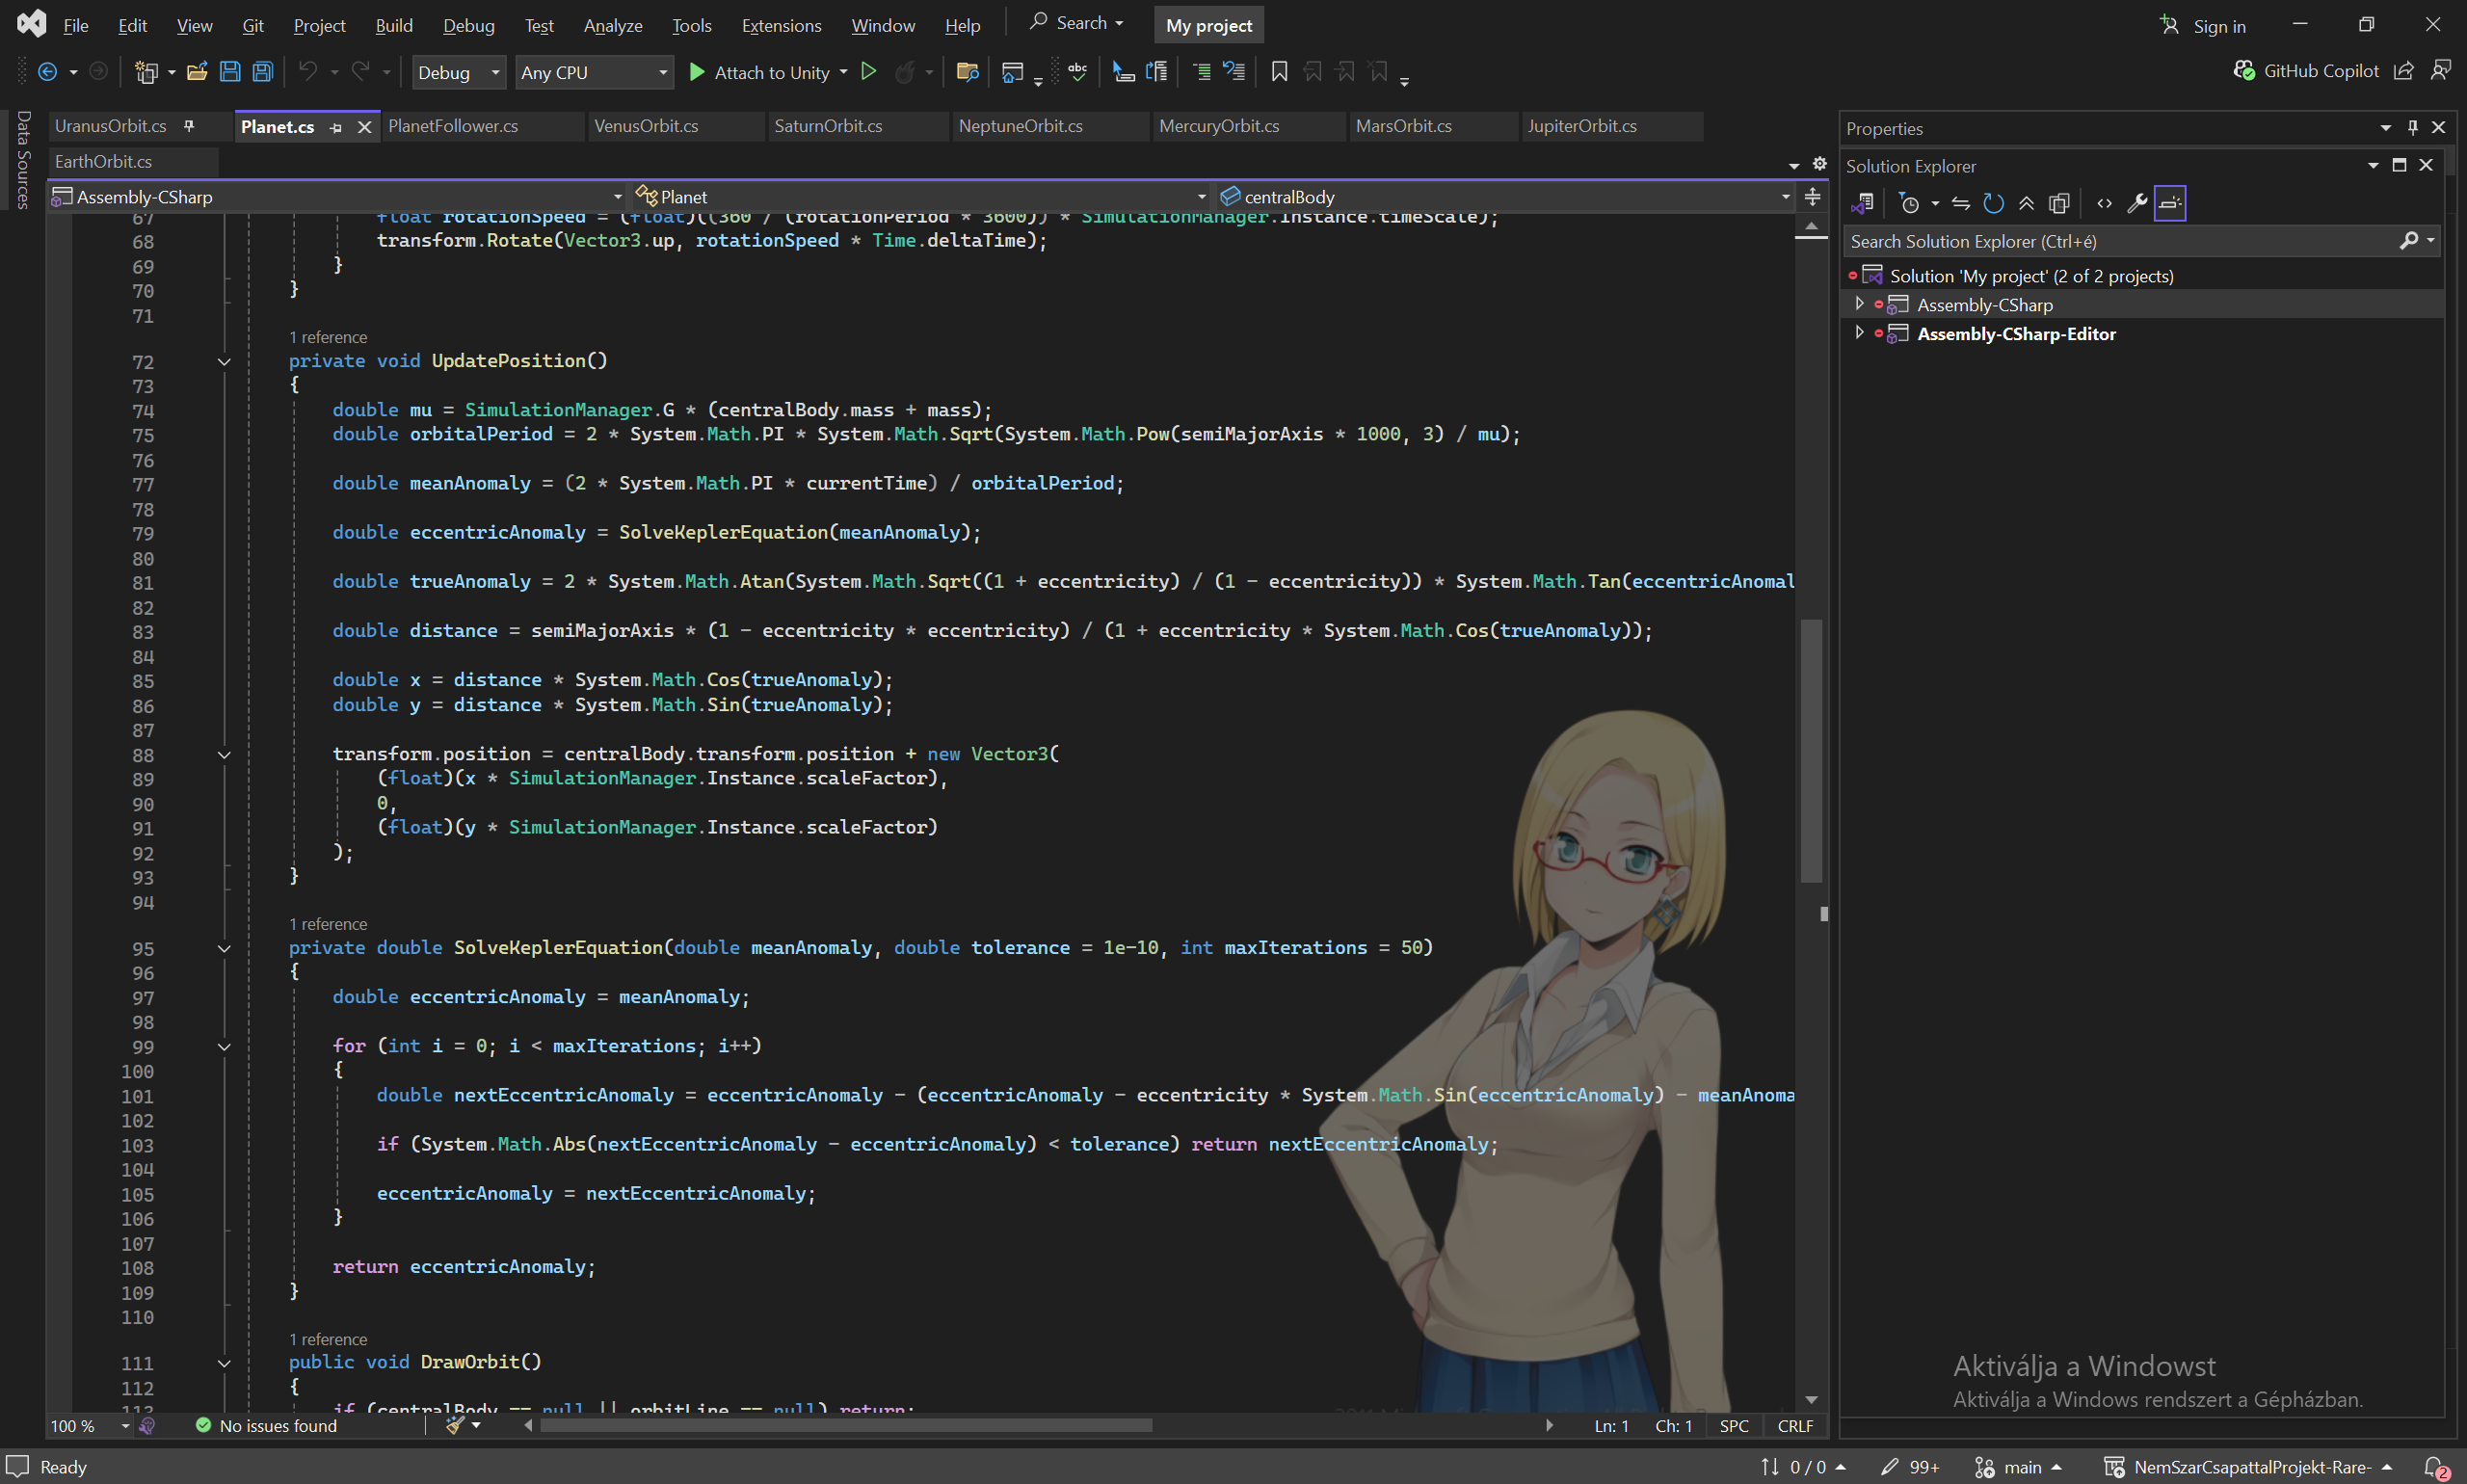 File Edit View Git Project Build Debug Test Analyze Tools Extensions Window Help Search My project Sign in
Debug Any CPU Attach to Unity GitHub Copilot
Data Sources
UranusOrbit.cs Planet.cs PlanetFollower.cs VenusOrbit.cs SaturnOrbit.cs NeptuneOrbit.cs MercuryOrbit.cs MarsOrbit.cs JupiterOrbit.cs
EarthOrbit.cs
Assembly-CSharp Planet centralBody
67 float rotationSpeed = (float)((360 / (rotationPeriod * 3600)) * SimulationManager.Instance.timeScale);
68 transform.Rotate(Vector3.up, rotationSpeed * Time.deltaTime);
69 }
70 }
71
1 reference
72 private void UpdatePosition()
73 {
74 double mu = SimulationManager.G * (centralBody.mass + mass);
75 double orbitalPeriod = 2 * System.Math.PI * System.Math.Sqrt(System.Math.Pow(semiMajorAxis * 1000, 3) / mu);
76
77 double meanAnomaly = (2 * System.Math.PI * currentTime) / orbitalPeriod;
78
79 double eccentricAnomaly = SolveKeplerEquation(meanAnomaly);
80
81 double trueAnomaly = 2 * System.Math.Atan(System.Math.Sqrt((1 + eccentricity) / (1 - eccentricity)) * System.Math.Tan(eccentricAnomal
82
83 double distance = semiMajorAxis * (1 - eccentricity * eccentricity) / (1 + eccentricity * System.Math.Cos(trueAnomaly));
84
85 double x = distance * System.Math.Cos(trueAnomaly);
86 double y = distance * System.Math.Sin(trueAnomaly);
87
88 transform.position = centralBody.transform.position + new Vector3(
89 (float)(x * SimulationManager.Instance.scaleFactor),
90 0,
91 (float)(y * SimulationManager.Instance.scaleFactor)
92 );
93 }
94
1 reference
95 private double SolveKeplerEquation(double meanAnomaly, double tolerance = 1e-10, int maxIterations = 50)
96 {
97 double eccentricAnomaly = meanAnomaly;
98
99 for (int i = 0; i < maxIterations; i++)
100 {
101 double nextEccentricAnomaly = eccentricAnomaly - (eccentricAnomaly - eccentricity * System.Math.Sin(eccentricAnomaly) - meanAnoma
102
103 if (System.Math.Abs(nextEccentricAnomaly - eccentricAnomaly) < tolerance) return nextEccentricAnomaly;
104
105 eccentricAnomaly = nextEccentricAnomaly;
106 }
107
108 return eccentricAnomaly;
109 }
110
1 reference
111 public void DrawOrbit()
112 {
113 if (centralBody == null || orbitLine == null) return;
100 % No issues found Ln: 1 Ch: 1 SPC CRLF
Properties
Solution Explorer
Search Solution Explorer (Ctrl+é)
Solution 'My project' (2 of 2 projects)
Assembly-CSharp
Assembly-CSharp-Editor
Aktiválja a Windowst
Aktiválja a Windows rendszert a Gépházban.
Ready 0 / 0 99+ main NemSzarCsapattalProjekt-Rare- 2